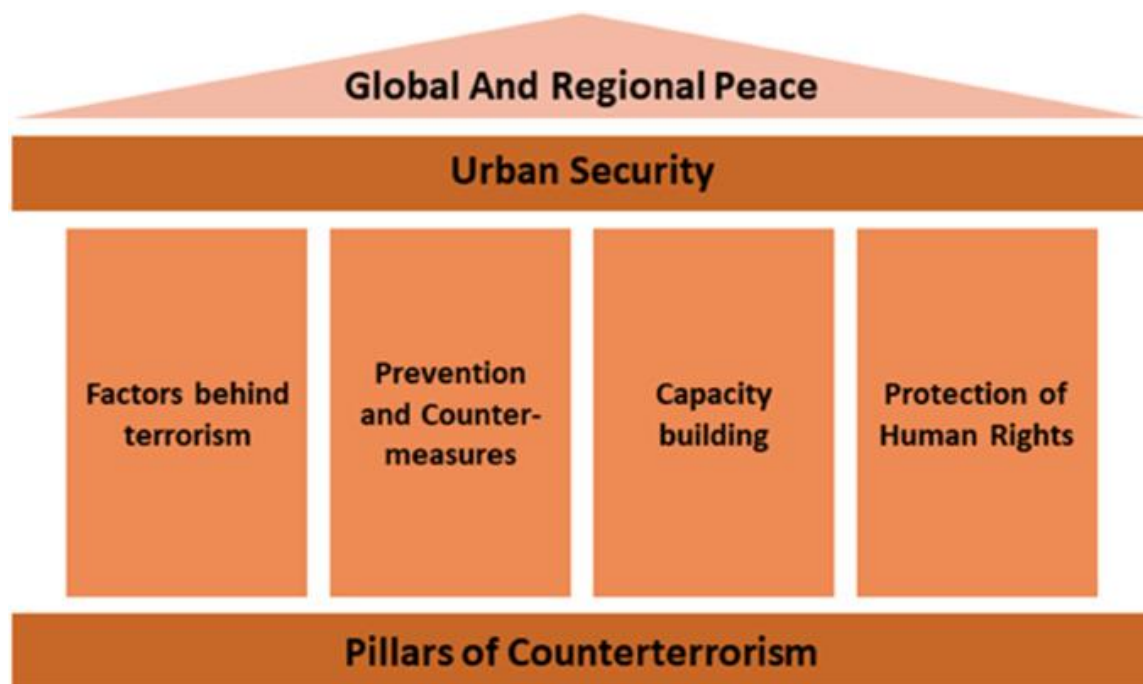 Global And Regional Peace
Urban Security
Factors behind
terrorism
Prevention
and Counter-
measures
Capacity
building
Protection of
Human Rights
Pillars of Counterterrorism